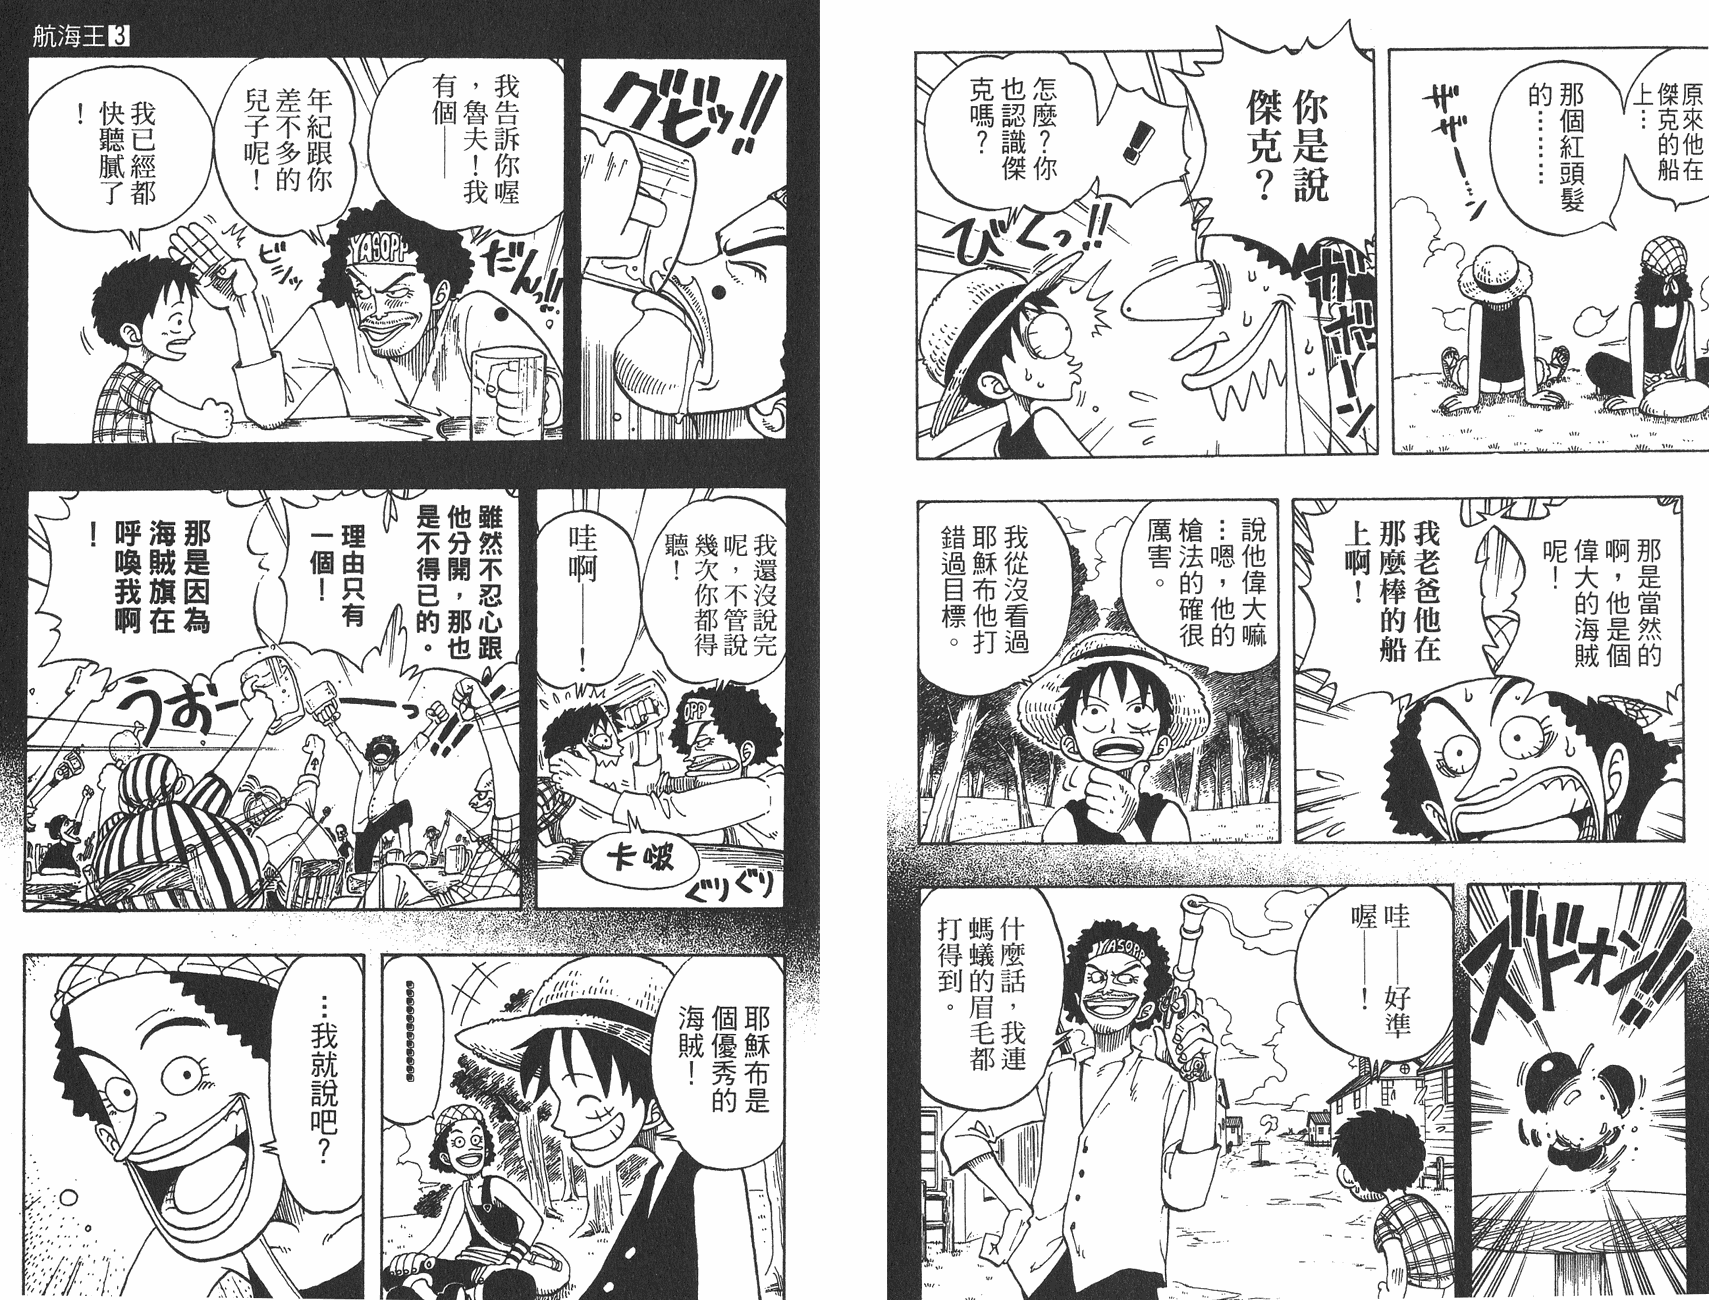 原來他在
傑克的船
上…
那個紅頭髮
的………
ザザザー…
你是說
傑克？
怎麼？你
也認識傑
克嗎？
！
びくっ!!
ガガボーーン
那是當然的
啊，他是個
偉大的海賊
呢！
我老爸他在
那麼棒的船
上啊！
說他偉大嘛
…嗯，他的
槍法的確很
厲害。
我從沒看過
耶穌布他打
錯過目標。
ズドォン!!
哇——好準
喔——！
YASOPP
什麼話，我連
螞蟻的眉毛都
打得到。
航海王3
グビッ!!
我告訴你喔
，魯夫！我
有個——
年紀跟你
差不多的
兒子呢！
YASOPP
だんっ!!
ビシッ
我已經都
快聽膩了
！
我還沒說完
呢，不管說
幾次你都得
聽！
哇啊——！
OPP
卡啵
ぐりぐり
雖然不忍心跟
他分開，那也
是不得已的。
理由只有
一個！
那是因為
海賊旗在
呼喚我啊
！
うおーーーっ!!!
耶穌布是
個優秀的
海賊！
…………
…我就說吧？